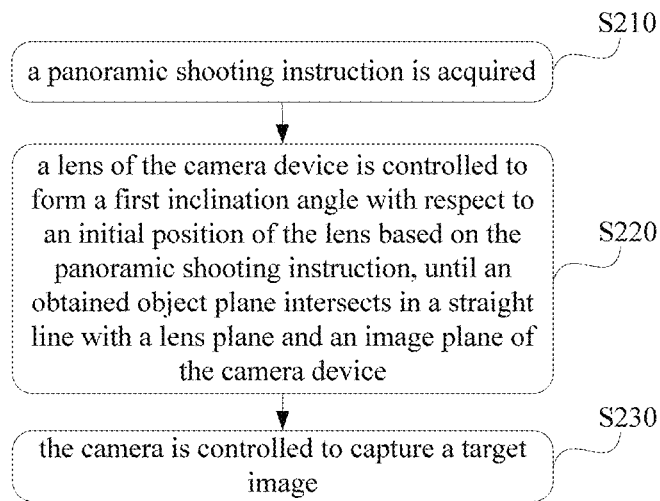 S210
a panoramic shooting instruction is acquired
a lens of the camera device is controlled to
form a first inclination angle with respect to
an initial position of the lens based on the
panoramic shooting instruction, until an
obtained object plane intersects in a straight
line with a lens plane and an image plane of
the camera device
S220
the camera is controlled to capture a target
image
S230